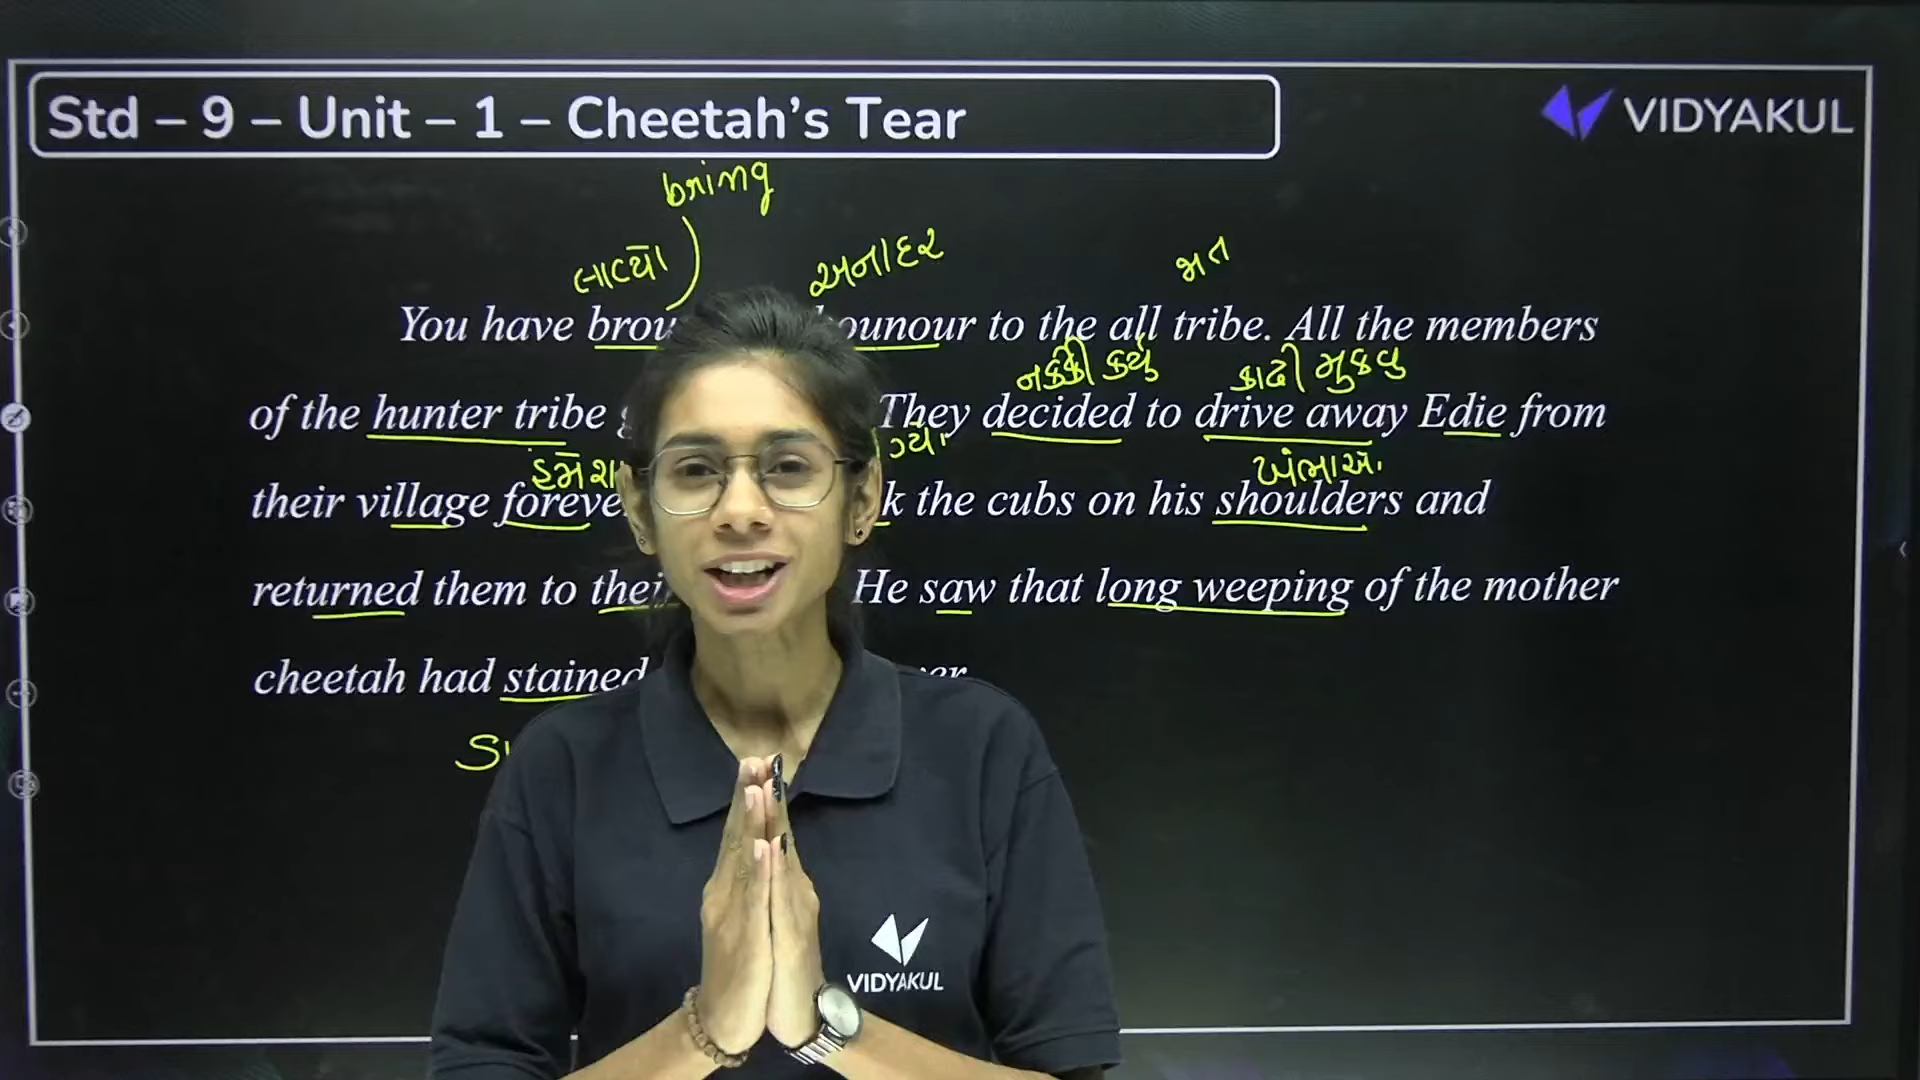 Std – 9 – Unit – 1 – Cheetah's Tear
VIDYAKUL
bring
લાવ્યો
અનાદર
મત
You have brou ounour to the all tribe. All the members
નક્કી કર્યું કાઢી મુકવુ
of the hunter tribe They decided to drive away Edie from
હંમેશા
ખંભાએ
their village foreve k the cubs on his shoulders and
returned them to thei He saw that long weeping of the mother
cheetah had stained er
VIDYAKUL